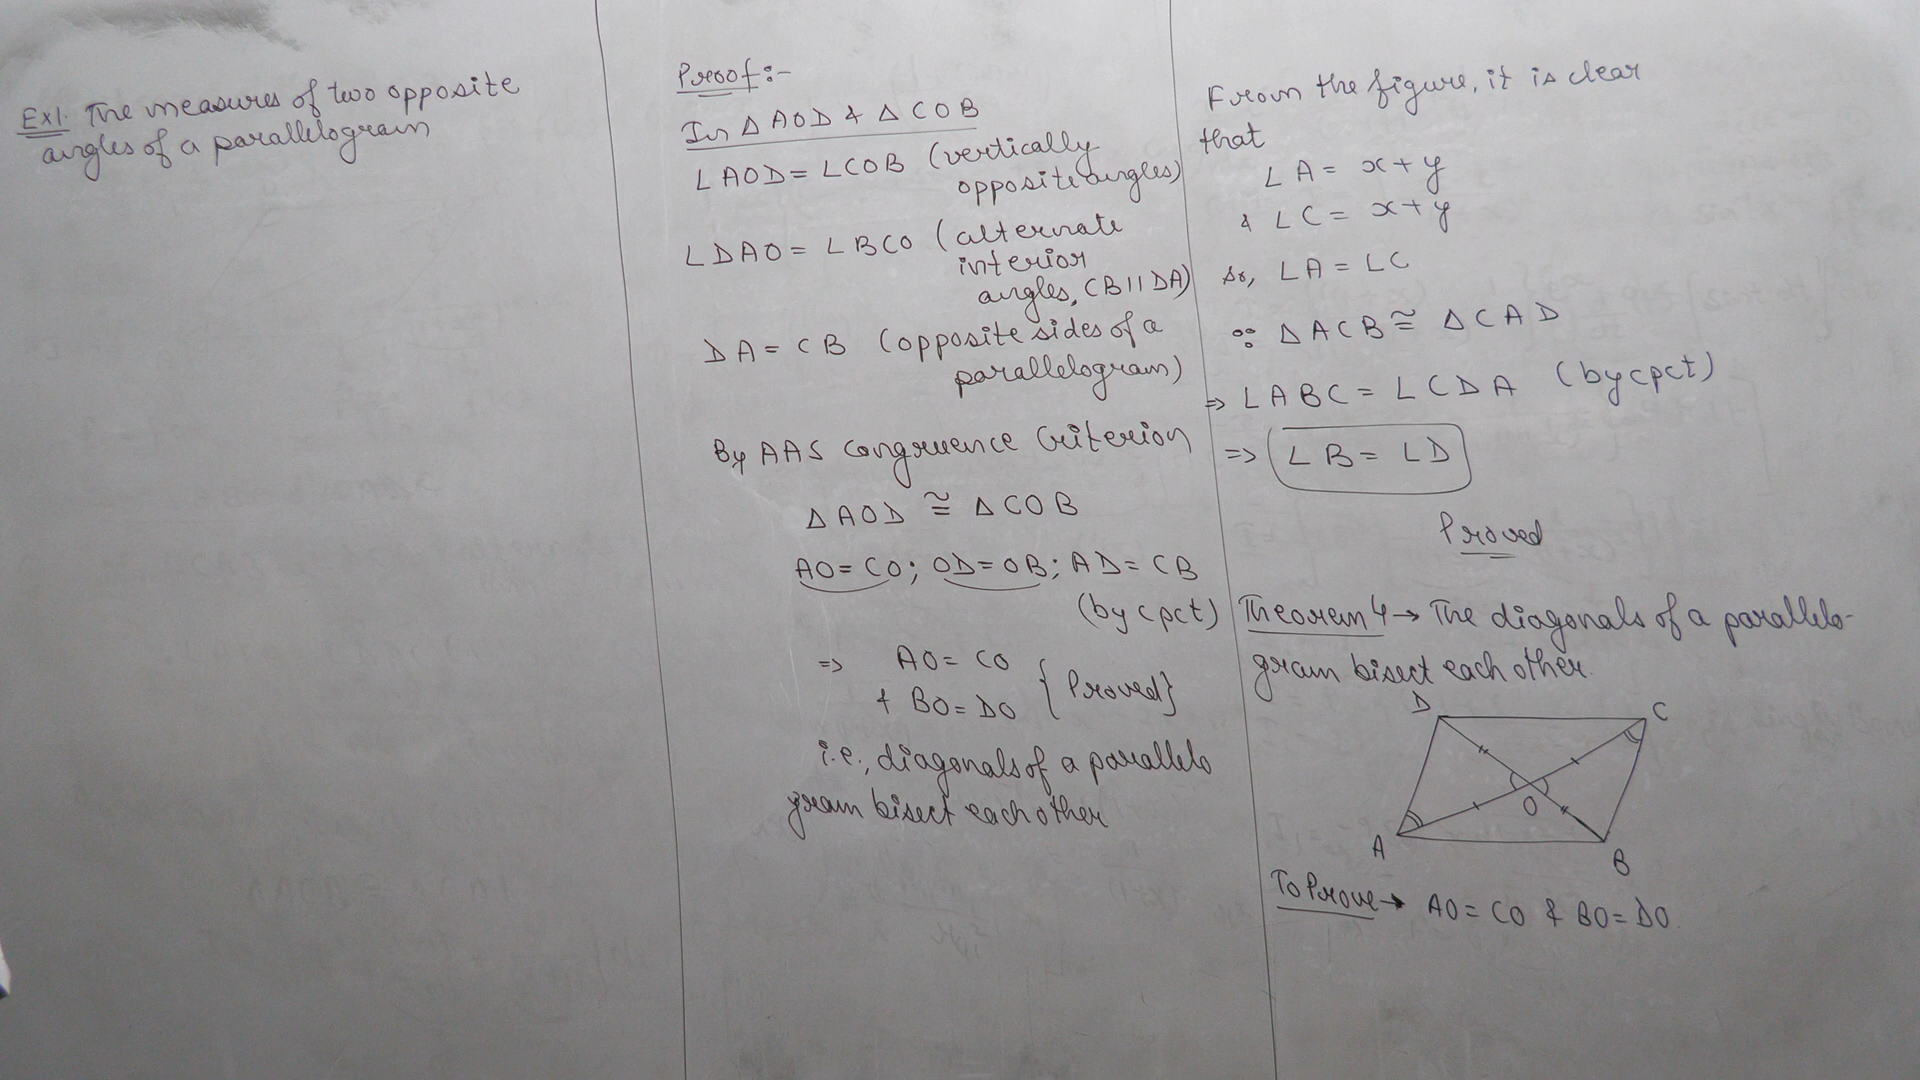 Ex1. The measures of two opposite
angles of a parallelogram
Proof:-
In △AOD & △COB
∠AOD = ∠COB (vertically
opposite angles)
∠DAO = ∠BCO (alternate
interior
angles, CB || DA)
DA = CB (opposite sides of a
parallelogram)
By AAS congruence Criterion
△AOD ≅ △COB
AO = CO; OD = OB; AD = CB
(by cpct)
⇒ AO = CO
& BO = DO {Proved}
i.e., diagonals of a parallelo
gram bisect each other
From the figure, it is clear
that
∠A = x + y
& ∠C = x + y
So, ∠A = ∠C
∵ △ACB ≅ △CAD
⇒ ∠ABC = ∠CDA (by cpct)
⇒ ∠B = ∠D
Proved
Theorem 4 → The diagonals of a parallelo-
gram bisect each other.
D C
O
A B
To Prove → AO = CO & BO = DO